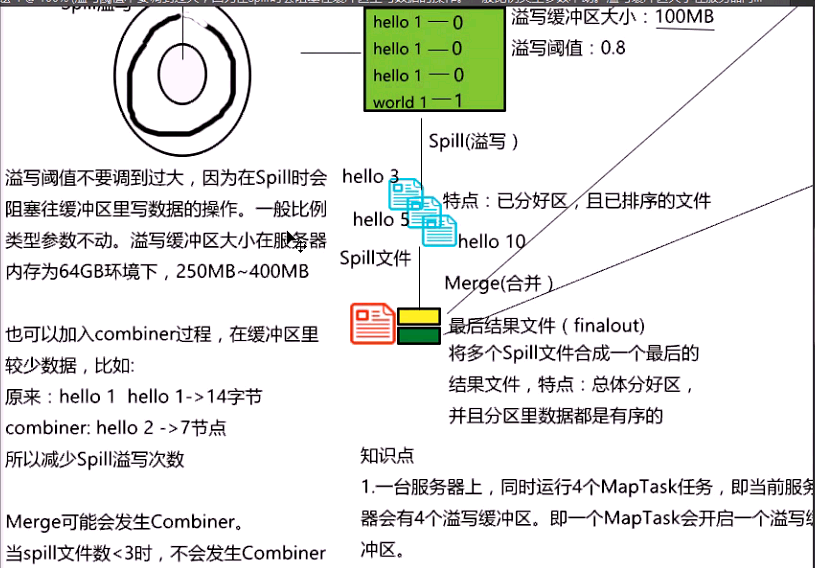 Spill溢写
hello 1 — 0
hello 1 — 0
hello 1 — 0
world 1 — 1
溢写缓冲区大小：100MB
溢写阈值：0.8
Spill(溢写）
溢写阈值不要调到过大，因为在Spill时会
阻塞往缓冲区里写数据的操作。一般比例
类型参数不动。溢写缓冲区大小在服务器
内存为64GB环境下，250MB~400MB
hello 3
hello 5
hello 10
特点：已分好区，且已排序的文件
Spill文件
Merge(合并）
最后结果文件（finalout)
将多个Spill文件合成一个最后的
结果文件，特点：总体分好区，
并且分区里数据都是有序的
也可以加入combiner过程，在缓冲区里
较少数据，比如:
原来：hello 1 hello 1->14字节
combiner: hello 2 ->7节点
所以减少Spill溢写次数
Merge可能会发生Combiner。
当spill文件数<3时，不会发生Combiner
知识点
1.一台服务器上，同时运行4个MapTask任务，即当前服务
器会有4个溢写缓冲区。即一个MapTask会开启一个溢写缓
冲区。